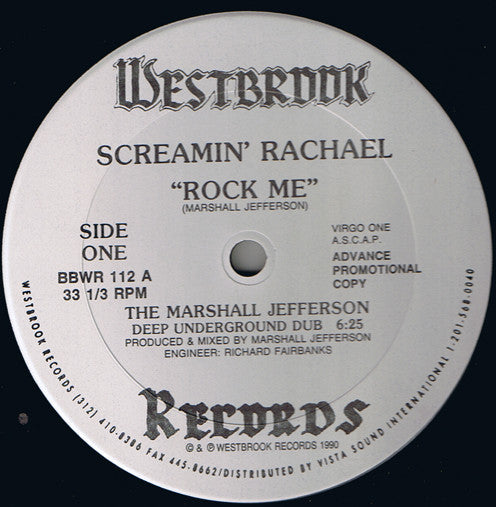 WESTBROOK
SCREAMIN' RACHAEL
"ROCK ME"
(MARSHALL JEFFERSON)
SIDE
ONE
BBWR 112 A
33 1/3 RPM
VIRGO ONE
A.S.C.A.P.
ADVANCE
PROMOTIONAL
COPY
THE MARSHALL JEFFERSON
DEEP UNDERGROUND DUB 6:25
PRODUCED & MIXED BY MARSHALL JEFFERSON
ENGINEER: RICHARD FAIRBANKS
RECORDS
© & ℗ WESTBROOK RECORDS 1990
WESTBROOK RECORDS (312) 410-8386 FAX 445-8662/DISTRIBUTED BY VISTA SOUND INTERNATIONAL 1-201-568-0040